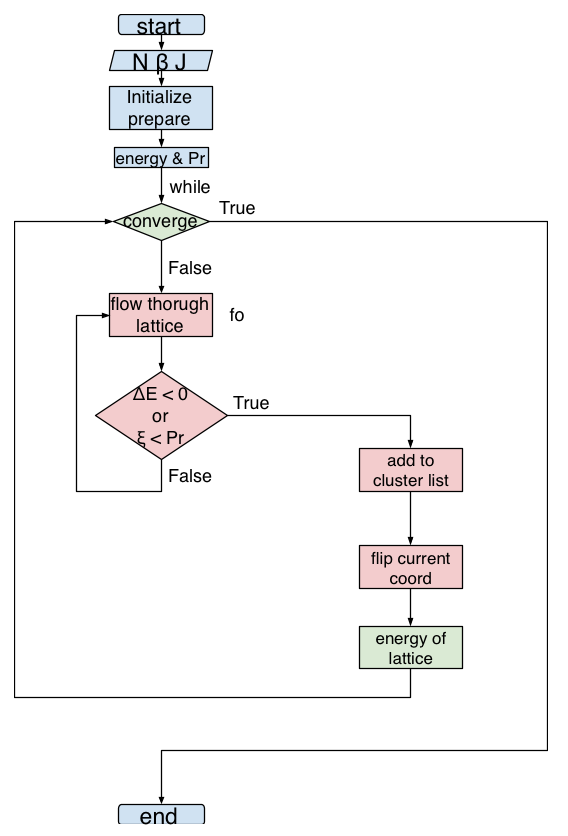 start
N β J
Initialize
prepare
energy & Pr
while
converge
True
False
flow thorugh
lattice
fo
ΔE < 0
or
ξ < Pr
True
False
add to
cluster list
flip current
coord
energy of
lattice
end